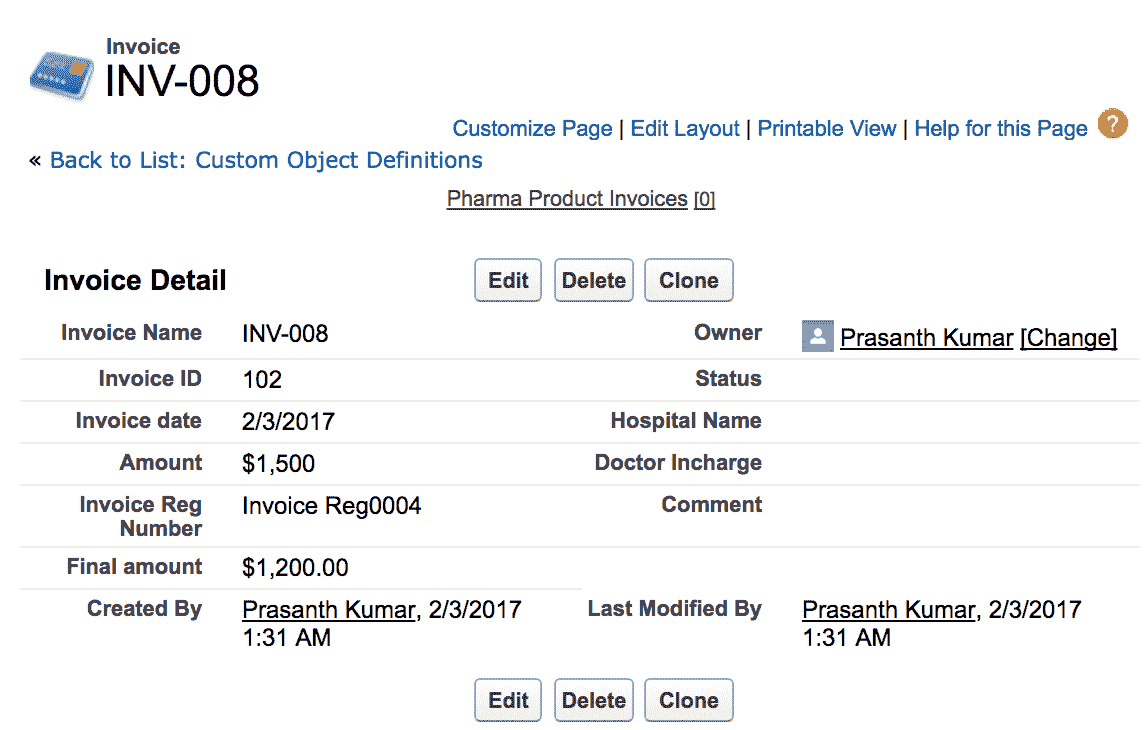 Invoice
INV-008
Customize Page | Edit Layout | Printable View | Help for this Page ?
« Back to List: Custom Object Definitions
Pharma Product Invoices [0]
Invoice Detail Edit Delete Clone
Invoice Name INV-008 Owner Prasanth Kumar [Change]
Invoice ID 102 Status
Invoice date 2/3/2017 Hospital Name
Amount $1,500 Doctor Incharge
Invoice Reg Invoice Reg0004 Comment
Number
Final amount $1,200.00
Created By Prasanth Kumar, 2/3/2017 Last Modified By Prasanth Kumar, 2/3/2017
1:31 AM 1:31 AM
Edit Delete Clone